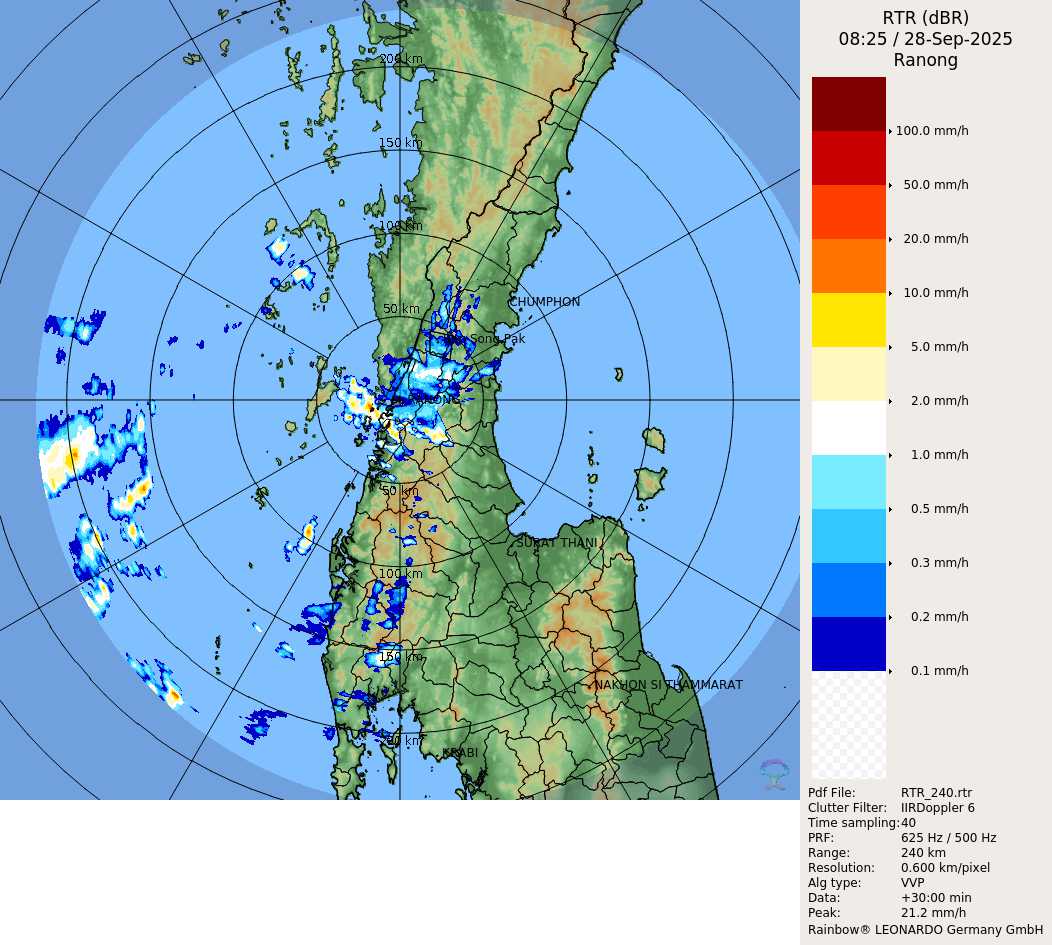 RTR (dBR)
08:25 / 28-Sep-2025
Ranong
100.0 mm/h
50.0 mm/h
20.0 mm/h
10.0 mm/h
5.0 mm/h
2.0 mm/h
1.0 mm/h
0.5 mm/h
0.3 mm/h
0.2 mm/h
0.1 mm/h
Pdf File: RTR_240.rtr
Clutter Filter: IIRDoppler 6
Time sampling:40
PRF: 625 Hz / 500 Hz
Range: 240 km
Resolution: 0.600 km/pixel
Alg type: VVP
Data: +30:00 min
Peak: 21.2 mm/h
Rainbow® LEONARDO Germany GmbH
200 km
150 km
100 km
50 km
CHUMPHON
Song Pak
50 km
SURAT THANI
100 km
150 km
NAKHON SI THAMMARAT
KRABI